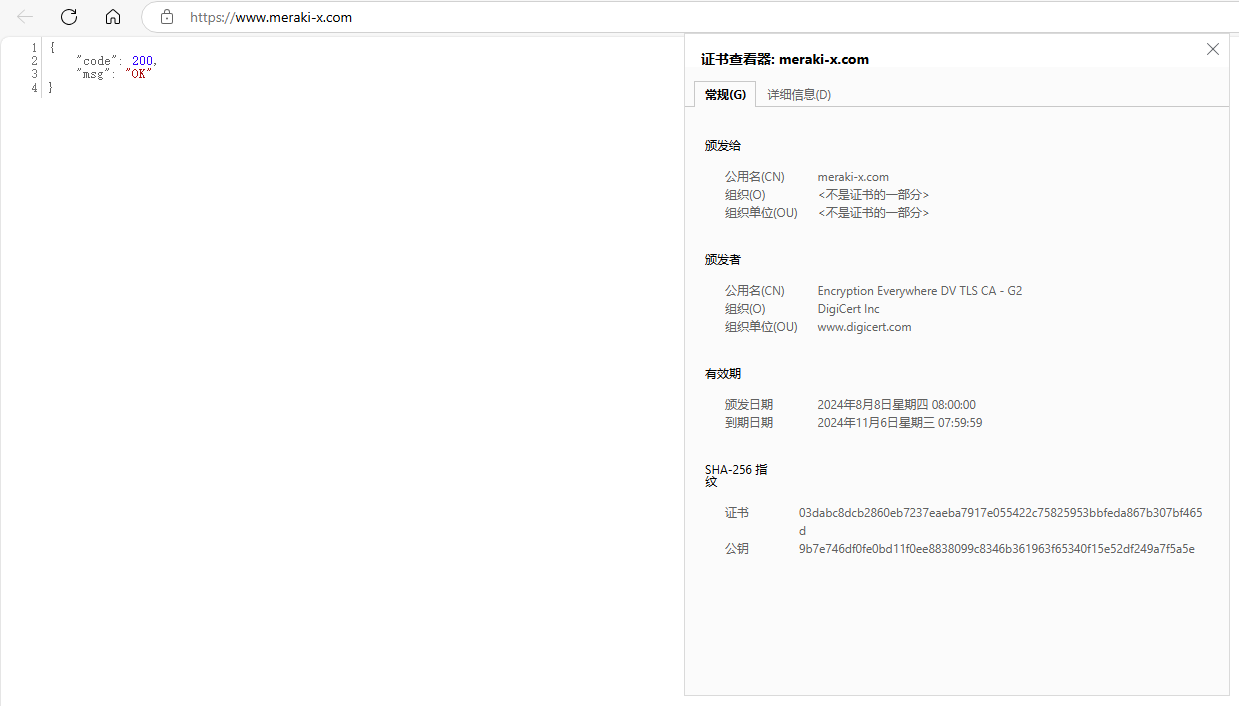 https://www.meraki-x.com
1 {
2 "code": 200,
3 "msg": "OK"
4 }
证书查看器: meraki-x.com
常规(G) 详细信息(D)
颁发给
公用名(CN) meraki-x.com
组织(O) <不是证书的一部分>
组织单位(OU) <不是证书的一部分>
颁发者
公用名(CN) Encryption Everywhere DV TLS CA - G2
组织(O) DigiCert Inc
组织单位(OU) www.digicert.com
有效期
颁发日期 2024年8月8日星期四 08:00:00
到期日期 2024年11月6日星期三 07:59:59
SHA-256 指
纹
证书 03dabc8dcb2860eb7237eaeba7917e055422c75825953bbfeda867b307bf465
d
公钥 9b7e746df0fe0bd11f0ee8838099c8346b361963f65340f15e52df249a7f5a5e